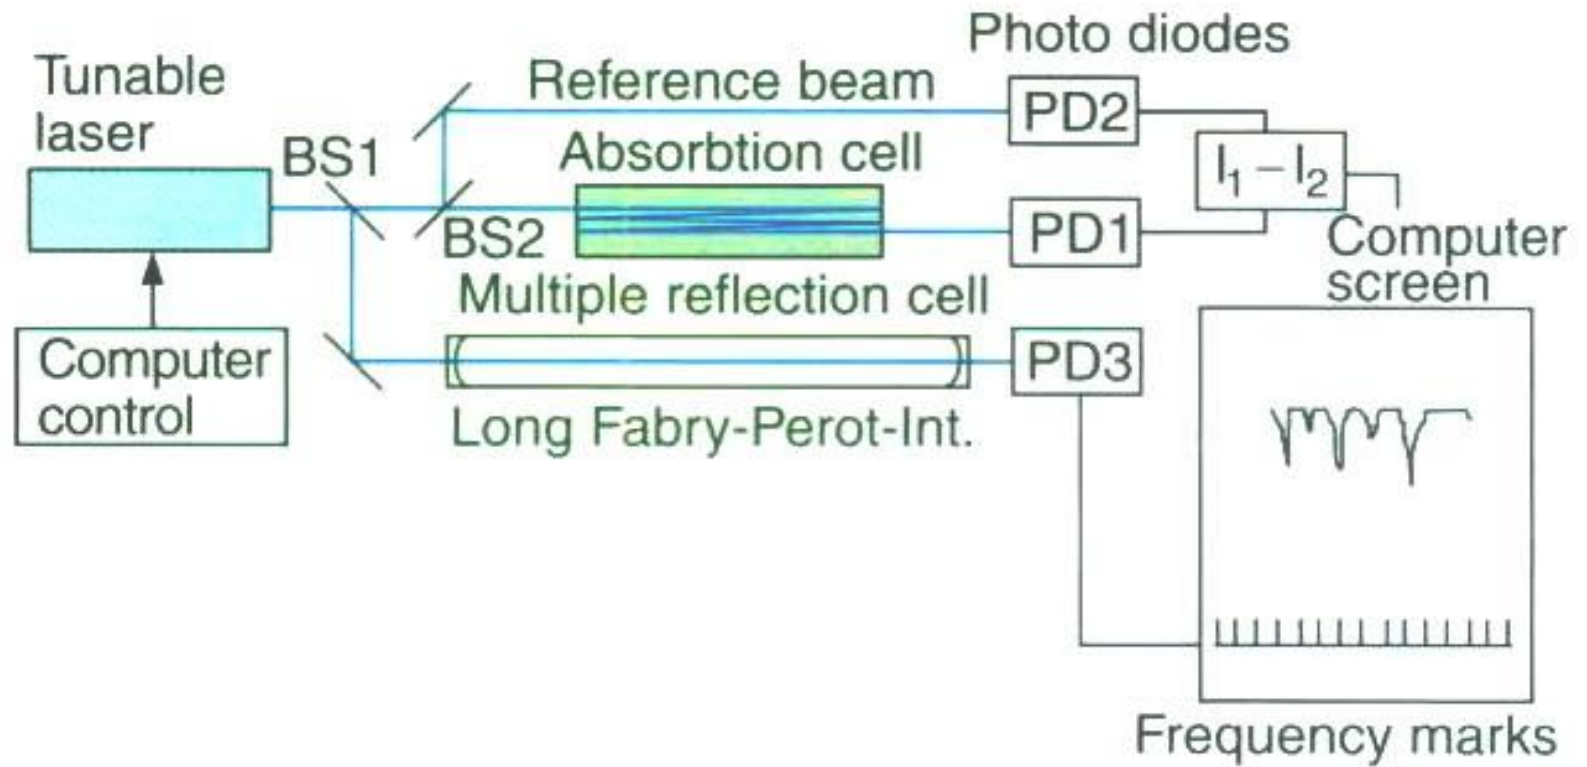 Photo diodes
Tunable
laser
Reference beam
PD2
BS1
Absorbtion cell
I₁ – I₂
BS2
PD1
Computer
screen
Multiple reflection cell
Computer
control
PD3
Long Fabry-Perot-Int.
Frequency marks